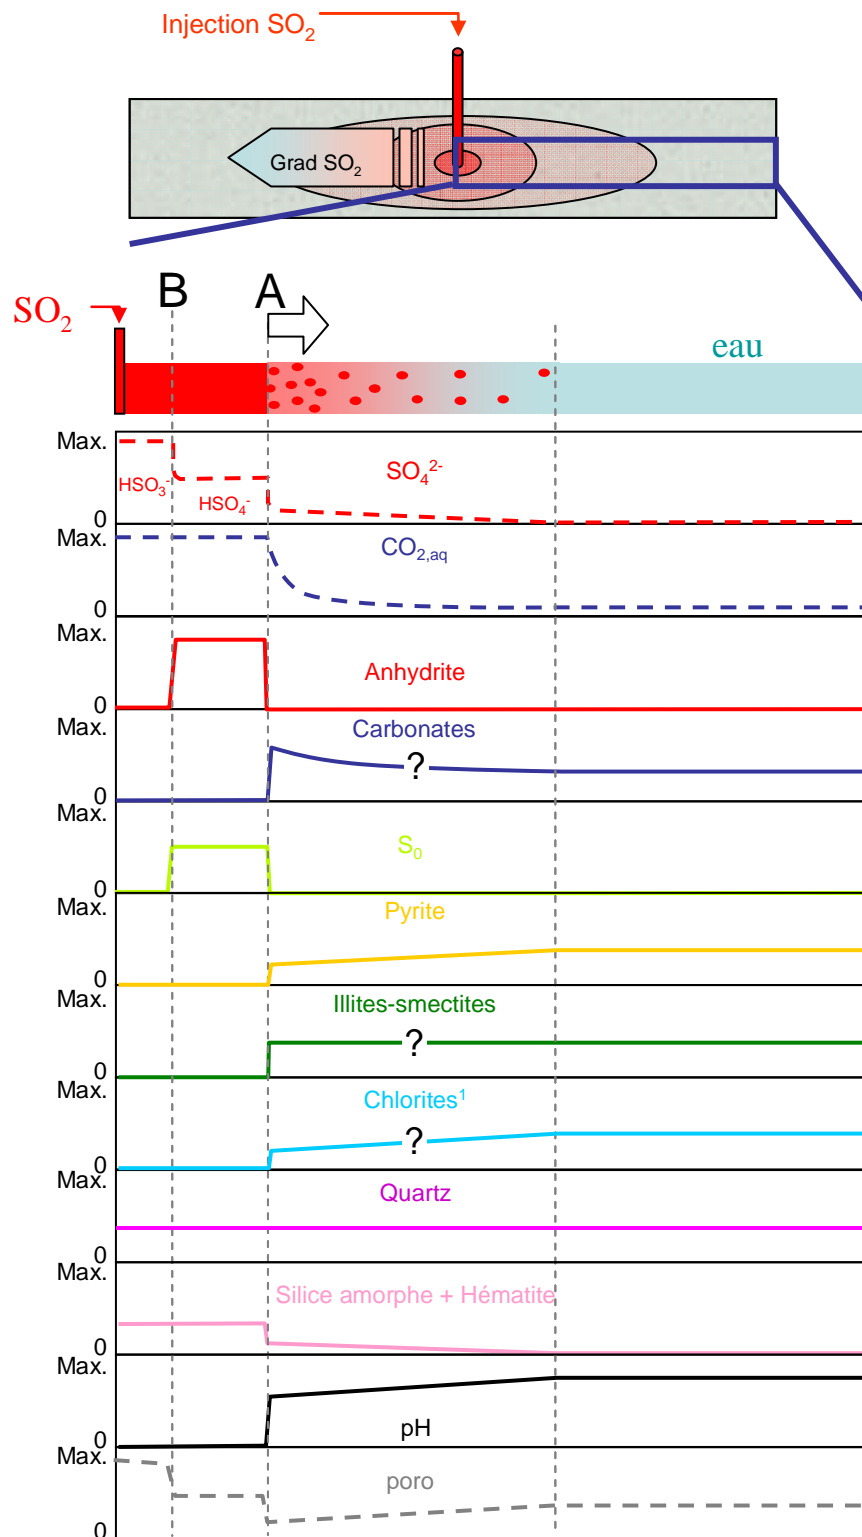 Injection SO₂
Grad SO₂
B
A
SO₂
eau
Max.
SO₄²⁻
HSO₃⁻
HSO₄⁻
0
Max.
CO₂,aq
0
Max.
Anhydrite
0
Max.
Carbonates
?
0
Max.
S₀
0
Max.
Pyrite
0
Max.
Illites-smectites
?
0
Max.
Chlorites¹
?
0
Max.
Quartz
0
Max.
Silice amorphe + Hématite
0
Max.
pH
0
Max.
poro
0